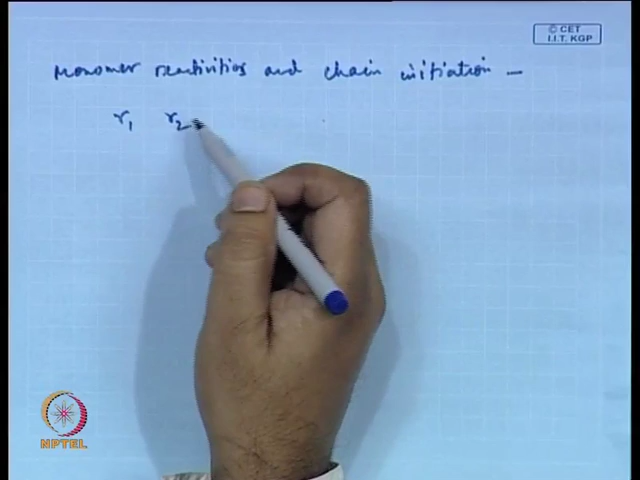 © CET
I.I.T. KGP
Monomer reactivities and chain initiation –
r₁ r₂
NPTEL